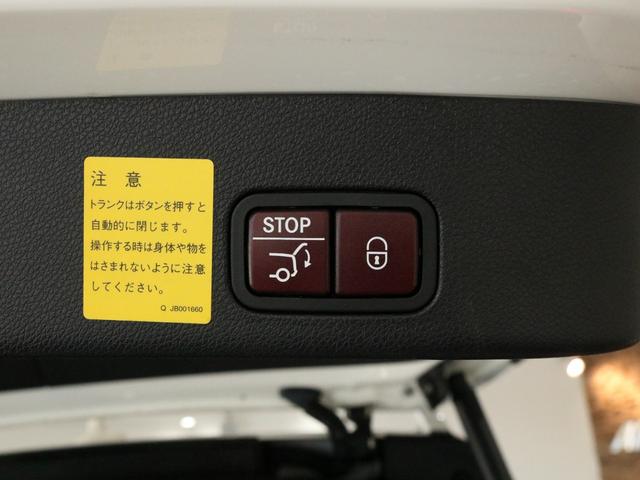 注 意
トランクはボタンを押すと
自動的に閉じます。
操作する時は身体や物を
はさまれないように注意
してください。
Q JB001660
STOP